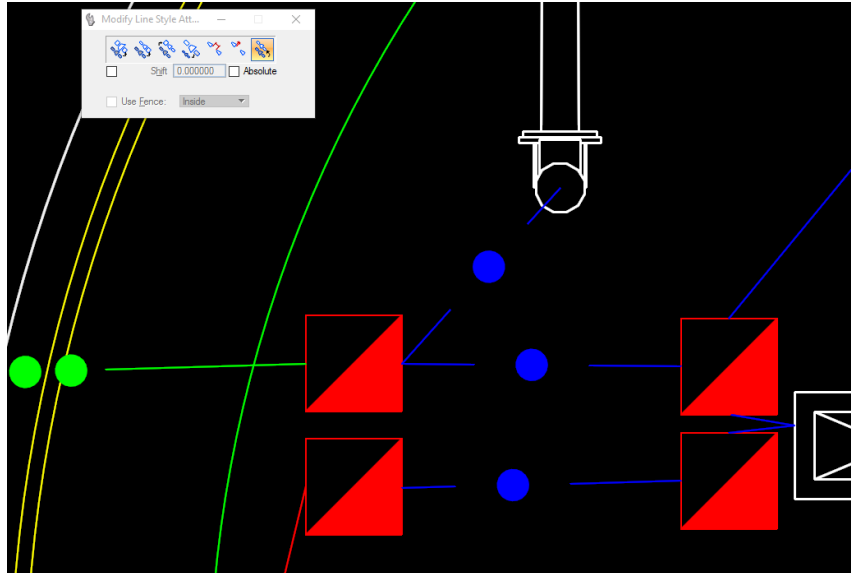 Modify Line Style Att...
Shift 0.000000 Absolute
Use Fence: Inside